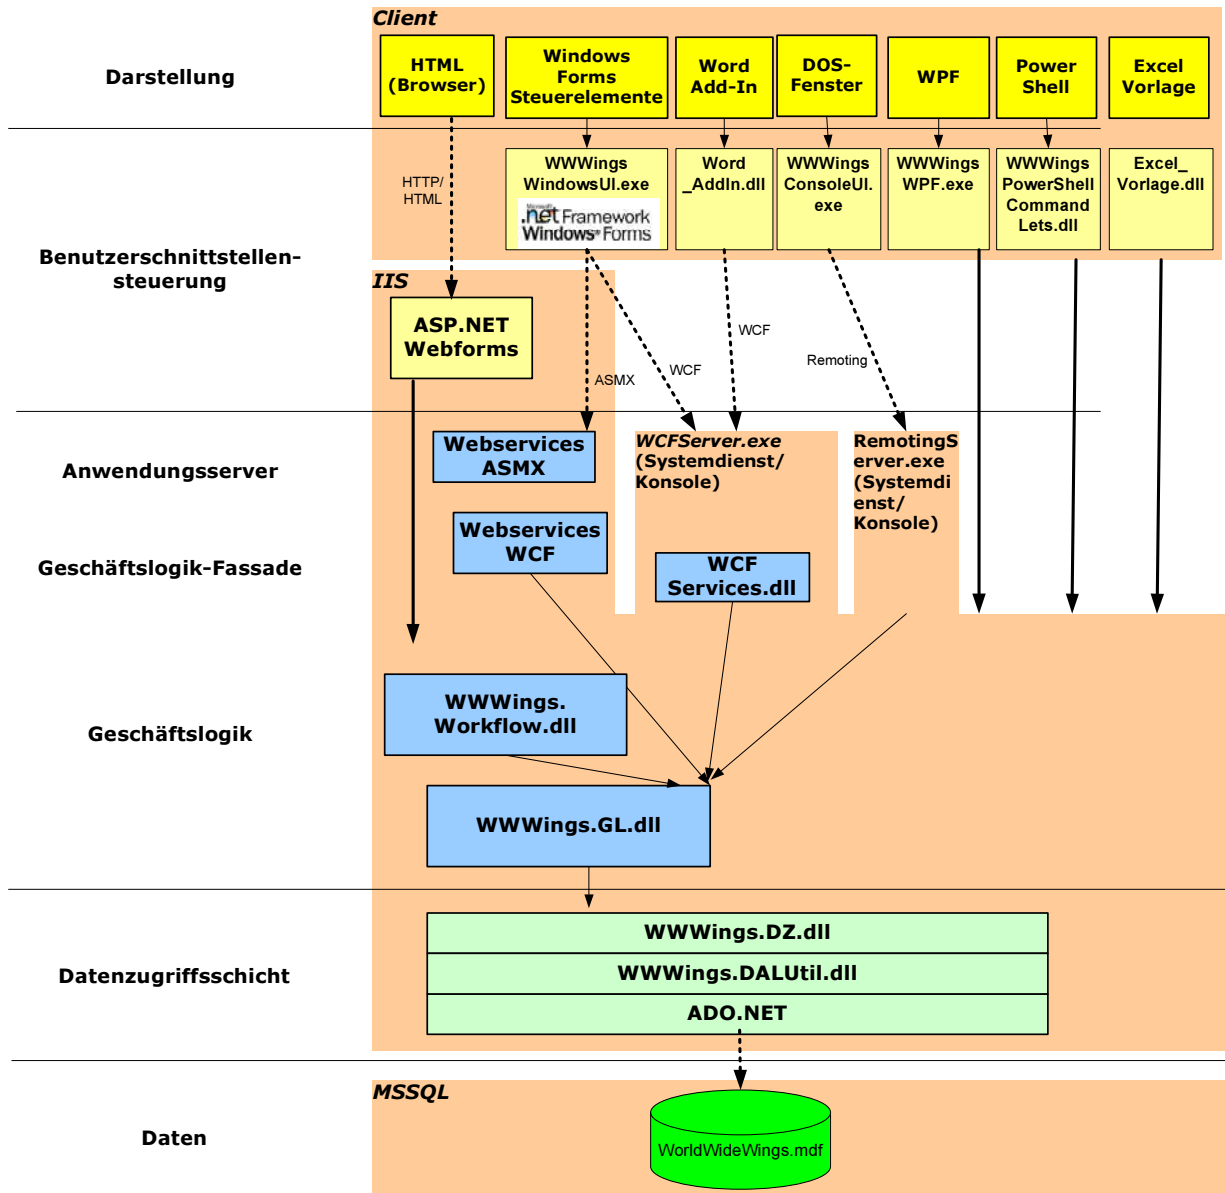 Client
Darstellung
HTML
(Browser)
Windows
Forms
Steuerelemente
Word
Add-In
DOS-
Fenster
WPF
Power
Shell
Excel
Vorlage
HTTP/
HTML
WWWings
WindowsUI.exe
Microsoft
.net Framework
Windows Forms
Word
_AddIn.dll
WWWings
ConsoleUI.
exe
WWWings
WPF.exe
WWWings
PowerShell
Command
Lets.dll
Excel_
Vorlage.dll
Benutzerschnittstellen-
steuerung
IIS
ASP.NET
Webforms
ASMX
WCF
WCF
Remoting
Anwendungsserver
Webservices
ASMX
WCFServer.exe
(Systemdienst/
Konsole)
RemotingS
erver.exe
(Systemdi
enst/
Konsole)
Geschäftslogik-Fassade
Webservices
WCF
WCF
Services.dll
Geschäftslogik
WWWings.
Workflow.dll
WWWings.GL.dll
Datenzugriffsschicht
WWWings.DZ.dll
WWWings.DALUtil.dll
ADO.NET
MSSQL
Daten
WorldWideWings.mdf